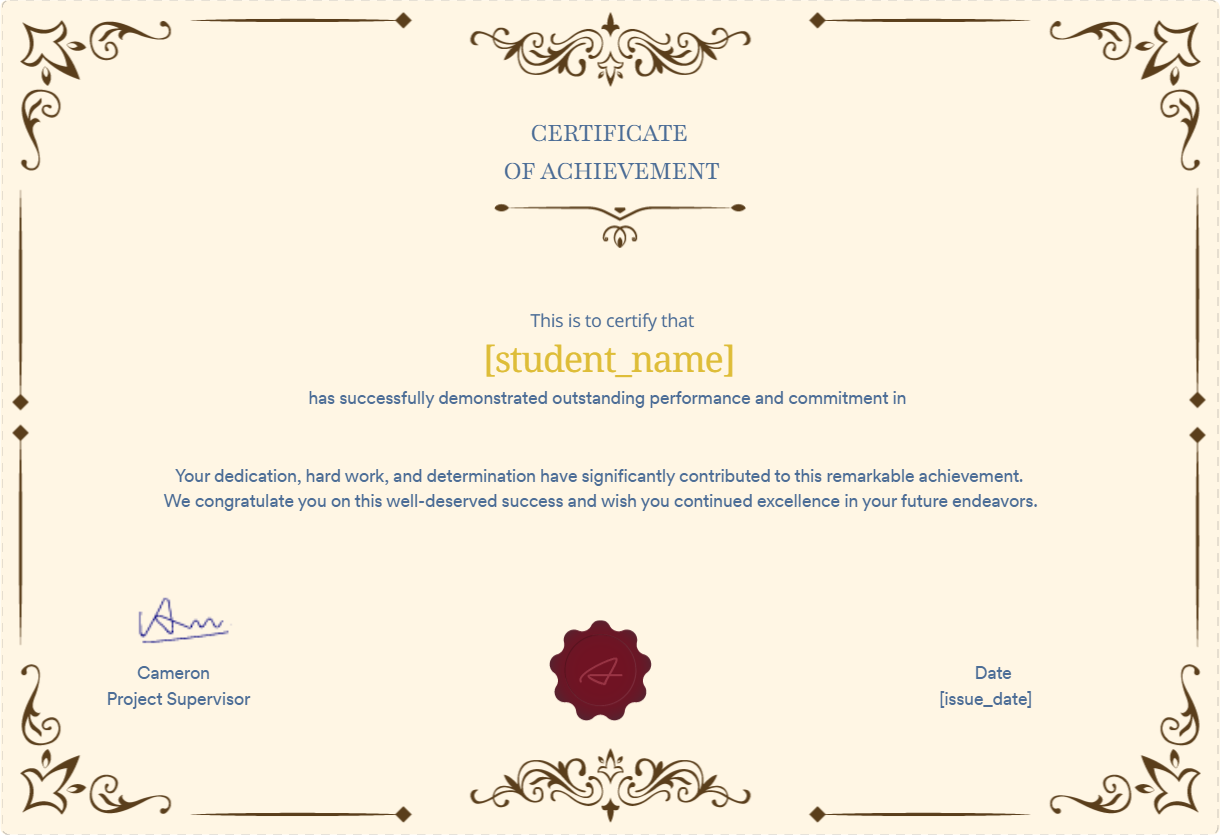 CERTIFICATE
OF ACHIEVEMENT
This is to certify that
[student_name]
has successfully demonstrated outstanding performance and commitment in
Your dedication, hard work, and determination have significantly contributed to this remarkable achievement.
We congratulate you on this well-deserved success and wish you continued excellence in your future endeavors.
Cameron
Project Supervisor
Date
[issue_date]